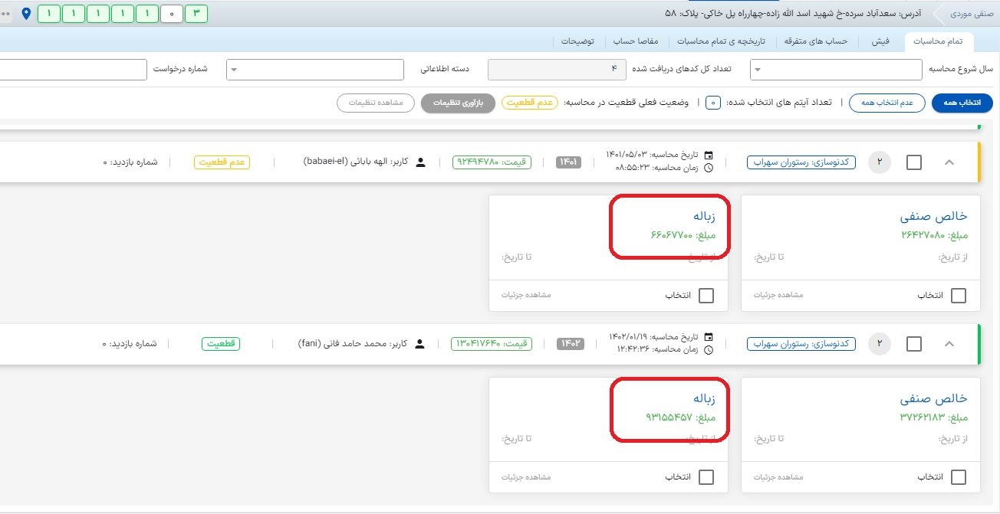 صنفی موردی
آدرس: سعدآباد سرده-خ شهید اسد الله زاده-چهارراه پل خاکی- پلاک: ۵۸
۳ ۰ ۱ ۱ ۱ ۱ ۱
تمام محاسبات
فیش
حساب های متفرقه
تاریخچه ی تمام محاسبات
مفاصا حساب
توضیحات
سال شروع محاسبه
تعداد کل کدهای دریافت شده ۴
دسته اطلاعاتی
شماره درخواست
انتخاب همه
عدم انتخاب همه
| تعداد آیتم های انتخاب شده: ۰ | وضعیت فعلی قطعیت در محاسبه: عدم قطعیت
بازآوری تنظیمات
مشاهده تنظیمات
۲
کدنوسازی: رستوران سهراب
تاریخ محاسبه: ۱۴۰۱/۰۵/۰۳
زمان محاسبه: ۰۸:۵۵:۲۳
۱۴۰۱
قیمت: ۹۲۴۹۴۷۸۰
کاربر: الهه بابائی (babaei-el)
عدم قطعیت
شماره بازدید: ۰
خالص صنفی
مبلغ: ۲۶۴۲۷۰۸۰
از تاریخ: تا تاریخ:
انتخاب مشاهده جزئیات
زباله
مبلغ: ۶۶۰۶۷۷۰۰
از تاریخ: تا تاریخ:
انتخاب مشاهده جزئیات
۲
کدنوسازی: رستوران سهراب
تاریخ محاسبه: ۱۴۰۲/۰۱/۱۹
زمان محاسبه: ۱۲:۴۲:۳۶
۱۴۰۲
قیمت: ۱۳۰۴۱۷۶۴۰
کاربر: محمد حامد فانی (fani)
قطعیت
شماره بازدید: ۰
خالص صنفی
مبلغ: ۳۷۲۶۲۱۸۳
از تاریخ: تا تاریخ:
انتخاب مشاهده جزئیات
زباله
مبلغ: ۹۳۱۵۵۴۵۷
از تاریخ: تا تاریخ:
انتخاب مشاهده جزئیات